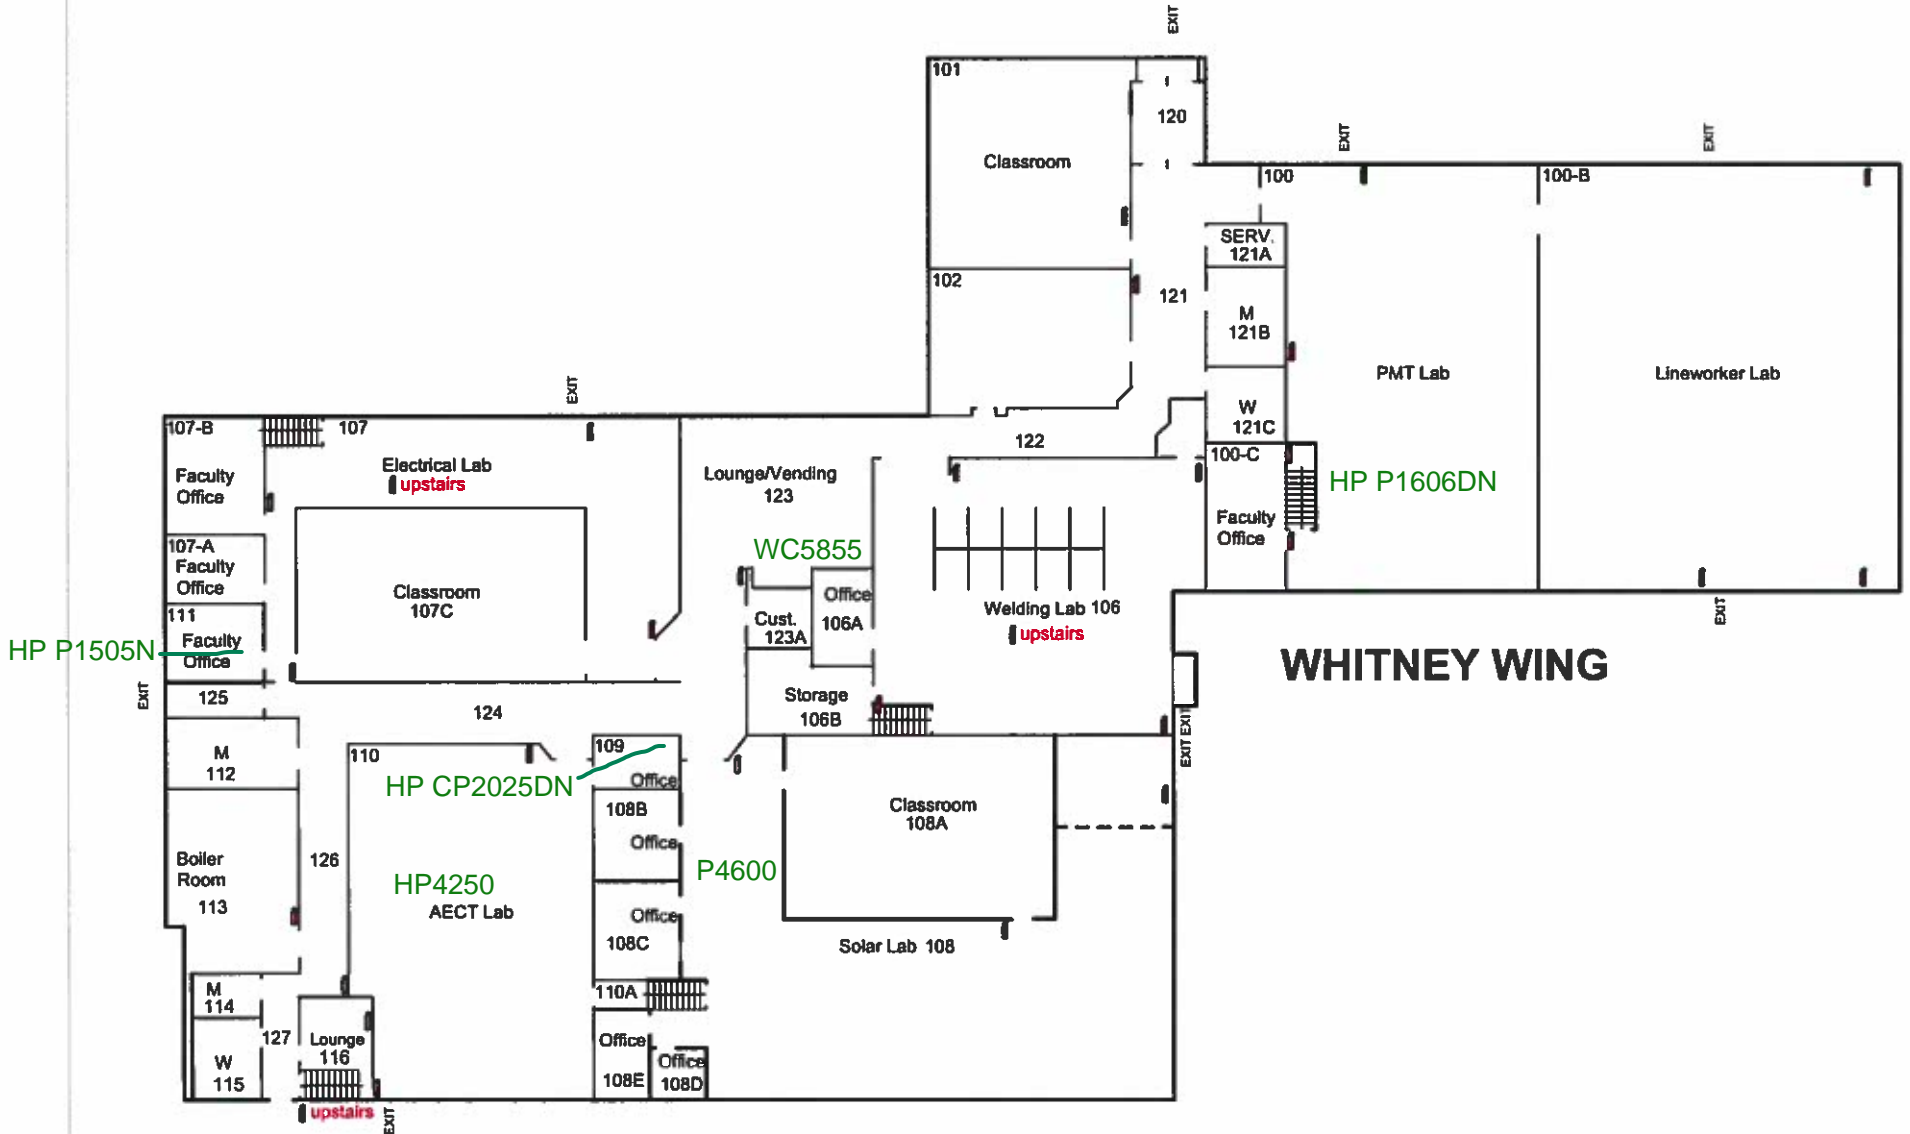 EXIT
101
120
Classroom
EXIT
EXIT
100
100-B
SERV.
121A
102
121
M
121B
PMT Lab
Lineworker Lab
EXIT
W
121C
107-B
107
122
100-C
Electrical Lab
upstairs
Lounge/Vending
123
Faculty
Office
HP P1606DN
Faculty
Office
WC5855
107-A
Faculty
Office
Classroom
107C
Office
106A
Cust.
123A
Welding Lab 106
upstairs
EXIT
111
Faculty
Office
HP P1505N
WHITNEY WING
EXIT
125
124
Storage
106B
EXIT EXIT
M
112
110
109
Office
HP CP2025DN
108B
Office
Classroom
108A
Boiler
Room
113
126
HP4250
AECT Lab
P4600
Office
108C
Solar Lab 108
M
114
110A
127
Lounge
116
Office
108E
Office
108D
W
115
upstairs
EXIT